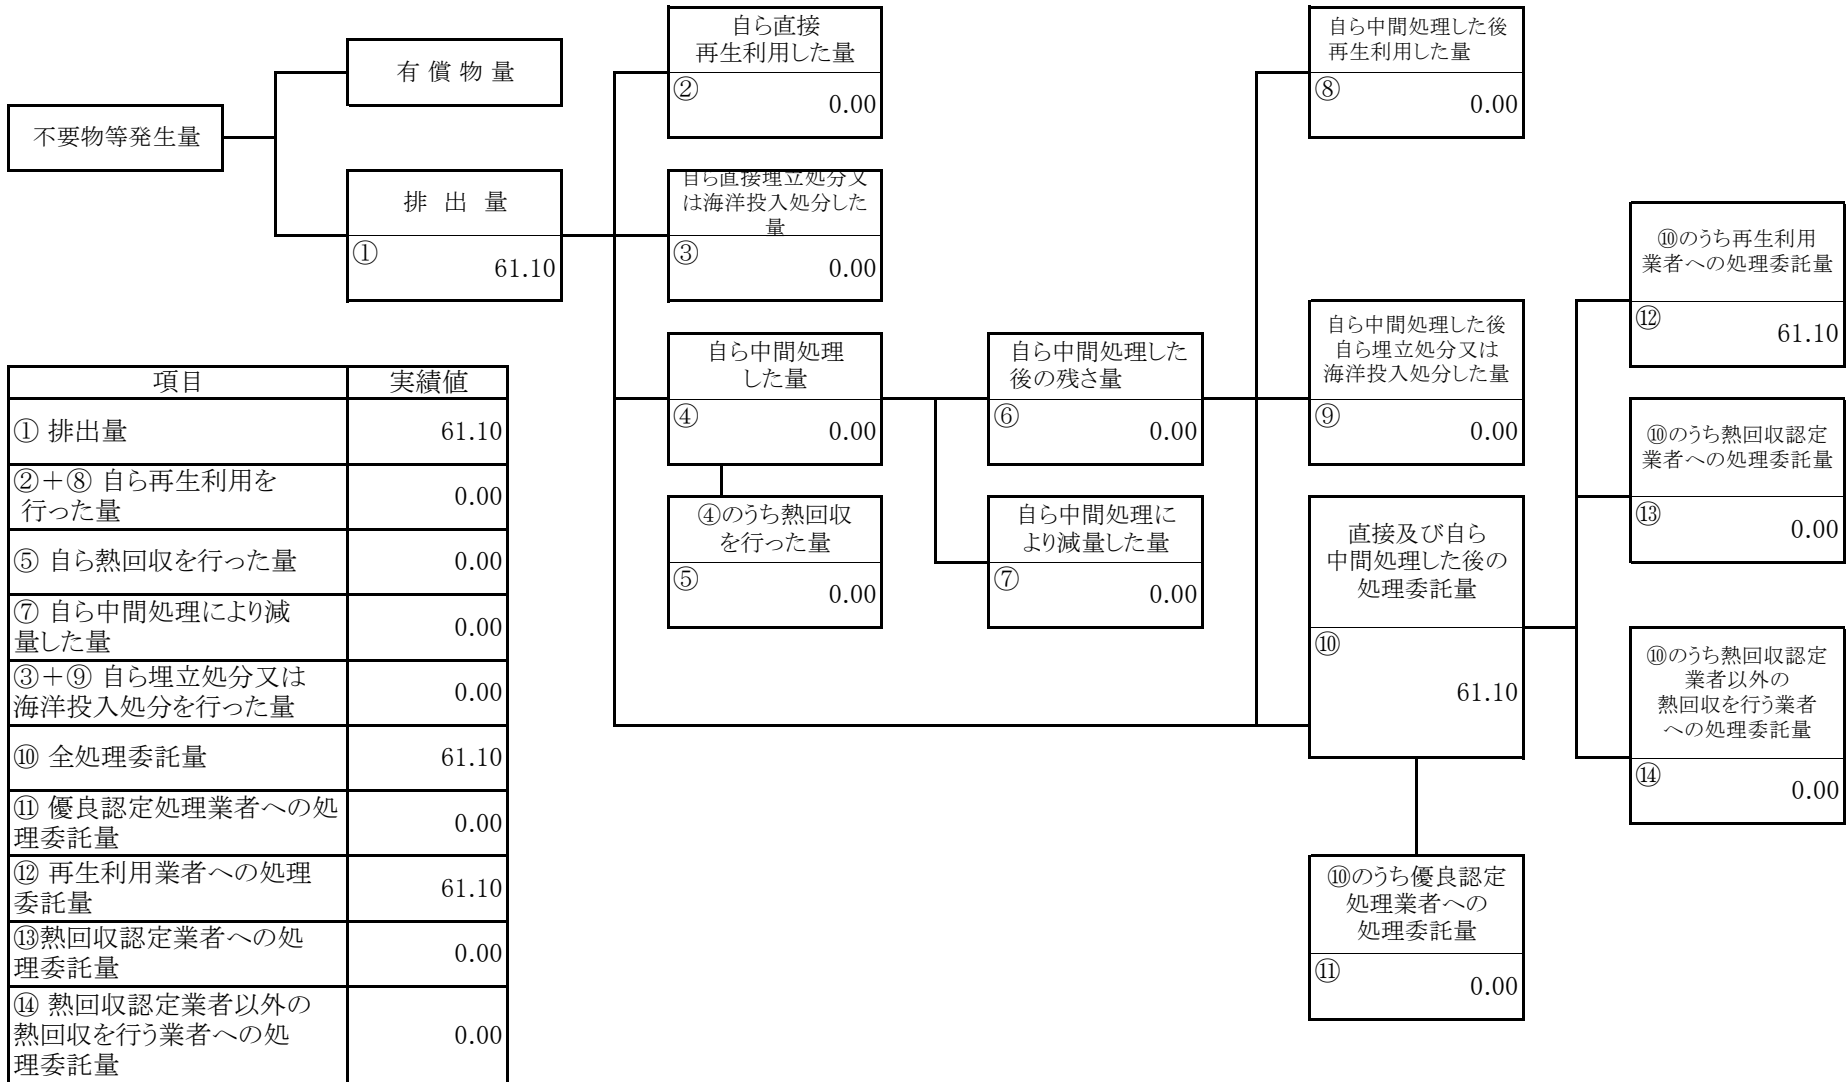 不要物等発生量
有 償 物 量
排 出 量
①
61.10
自ら直接
再生利用した量
②
0.00
自ら直接埋立処分又
は海洋投入処分した
量
③
0.00
自ら中間処理
した量
④
0.00
④のうち熱回収
を行った量
⑤
0.00
自ら中間処理した
後の残さ量
⑥
0.00
自ら中間処理に
より減量した量
⑦
0.00
自ら中間処理した後
再生利用した量
⑧
0.00
自ら中間処理した後
自ら埋立処分又は
海洋投入処分した量
⑨
0.00
直接及び自ら
中間処理した後の
処理委託量
⑩
61.10
⑩のうち優良認定
処理業者への
処理委託量
⑪
0.00
⑩のうち再生利用
業者への処理委託量
⑫
61.10
⑩のうち熱回収認定
業者への処理委託量
⑬
0.00
⑩のうち熱回収認定
業者以外の
熱回収を行う業者
への処理委託量
⑭
0.00
項目 実績値
① 排出量 61.10
②＋⑧ 自ら再生利用を
行った量 0.00
⑤ 自ら熱回収を行った量 0.00
⑦ 自ら中間処理により減
量した量 0.00
③＋⑨ 自ら埋立処分又は
海洋投入処分を行った量 0.00
⑩ 全処理委託量 61.10
⑪ 優良認定処理業者への処
理委託量 0.00
⑫ 再生利用業者への処理
委託量 61.10
⑬熱回収認定業者への処
理委託量 0.00
⑭ 熱回収認定業者以外の
熱回収を行う業者への処
理委託量 0.00